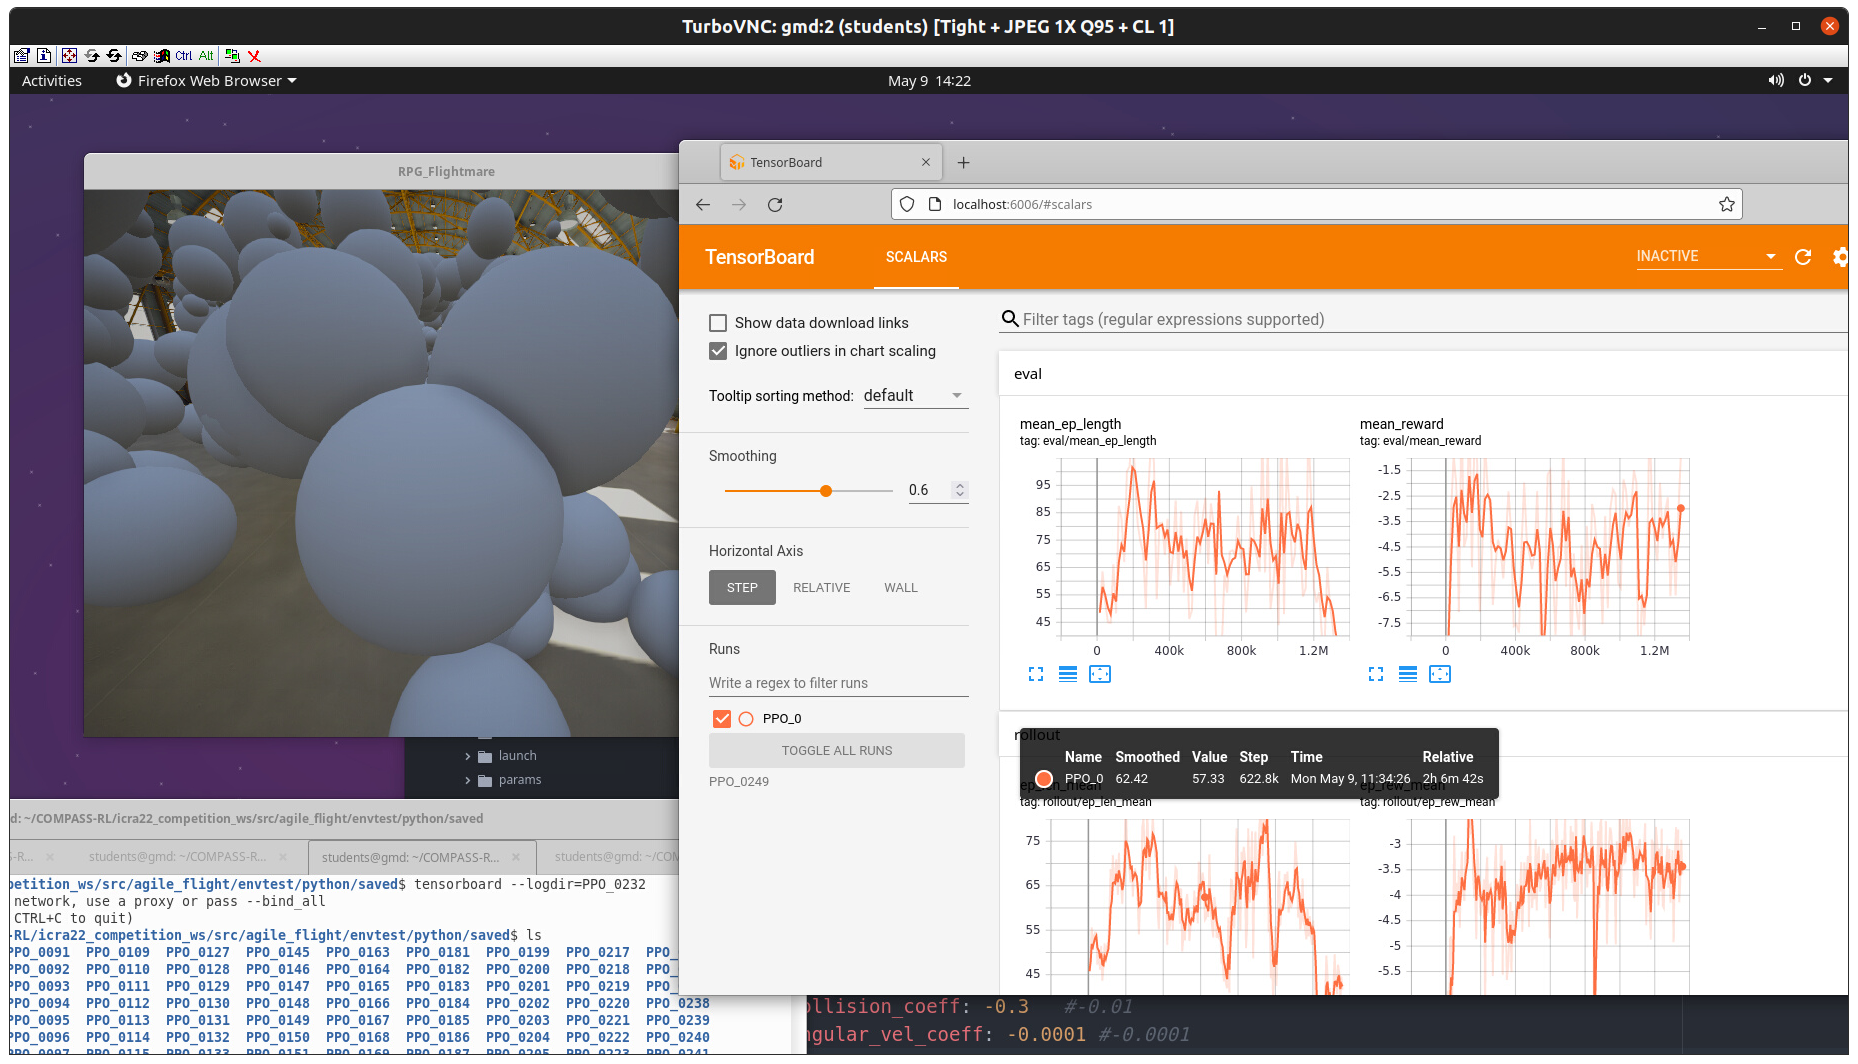 TurboVNC: gmd:2 (students) [Tight + JPEG 1X Q95 + CL 1]
Ctrl Alt
Activities Firefox Web Browser May 9 14:22
RPG_Flightmare
TensorBoard
localhost:6006/#scalars
TensorBoard SCALARS INACTIVE
Show data download links
Ignore outliers in chart scaling
Tooltip sorting method: default
Smoothing
0.6
Horizontal Axis
STEP RELATIVE WALL
Runs
Write a regex to filter runs
PPO_0
TOGGLE ALL RUNS
PPO_0249
Filter tags (regular expressions supported)
eval
mean_ep_length
tag: eval/mean_ep_length
95
85
75
65
55
45
0 400k 800k 1.2M
mean_reward
tag: eval/mean_reward
-1.5
-2.5
-3.5
-4.5
-5.5
-6.5
-7.5
0 400k 800k 1.2M
rollout
Name Smoothed Value Step Time Relative
PPO_0 62.42 57.33 622.8k Mon May 9, 11:34:26 2h 6m 42s
ep_len_mean
tag: rollout/ep_len_mean
75
65
55
45
ep_rew_mean
tag: rollout/ep_rew_mean
-3
-3.5
-4
-4.5
-5
-5.5
launch
params
d: ~/COMPASS-RL/icra22_competition_ws/src/agile_flight/envtest/python/saved
S-R... students@gmd: ~/COMPASS-R... students@gmd: ~/COMPASS-R... students@gmd: ~/COM
petition_ws/src/agile_flight/envtest/python/saved$ tensorboard --logdir=PPO_0232
network, use a proxy or pass --bind_all
CTRL+C to quit)
-RL/icra22_competition_ws/src/agile_flight/envtest/python/saved$ ls
PPO_0091 PPO_0109 PPO_0127 PPO_0145 PPO_0163 PPO_0181 PPO_0199 PPO_0217 PPO_
PPO_0092 PPO_0110 PPO_0128 PPO_0146 PPO_0164 PPO_0182 PPO_0200 PPO_0218 PPO_
PPO_0093 PPO_0111 PPO_0129 PPO_0147 PPO_0165 PPO_0183 PPO_0201 PPO_0219 PPO_
PPO_0094 PPO_0112 PPO_0130 PPO_0148 PPO_0166 PPO_0184 PPO_0202 PPO_0220 PPO_0238
PPO_0095 PPO_0113 PPO_0131 PPO_0149 PPO_0167 PPO_0185 PPO_0203 PPO_0221 PPO_0239
PPO_0096 PPO_0114 PPO_0132 PPO_0150 PPO_0168 PPO_0186 PPO_0204 PPO_0222 PPO_0240
PPO_0097 PPO_0115 PPO_0133 PPO_0151 PPO_0169 PPO_0187 PPO_0205 PPO_0223 PPO_0241
ollision_coeff: -0.3 #-0.01
ngular_vel_coeff: -0.0001 #-0.0001